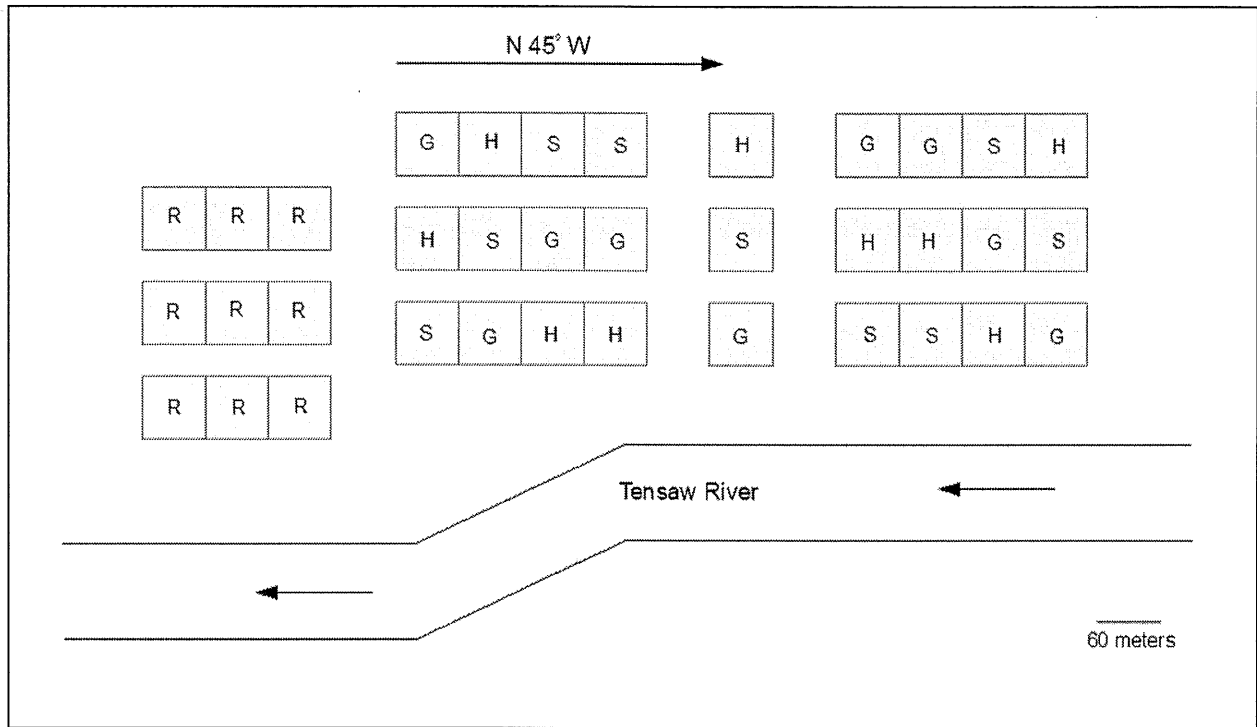 N 45° W
G H S S H G G S H
R R R
H S G G S H H G S
R R R
S G H H G S S H G
R R R
Tensaw River
60 meters